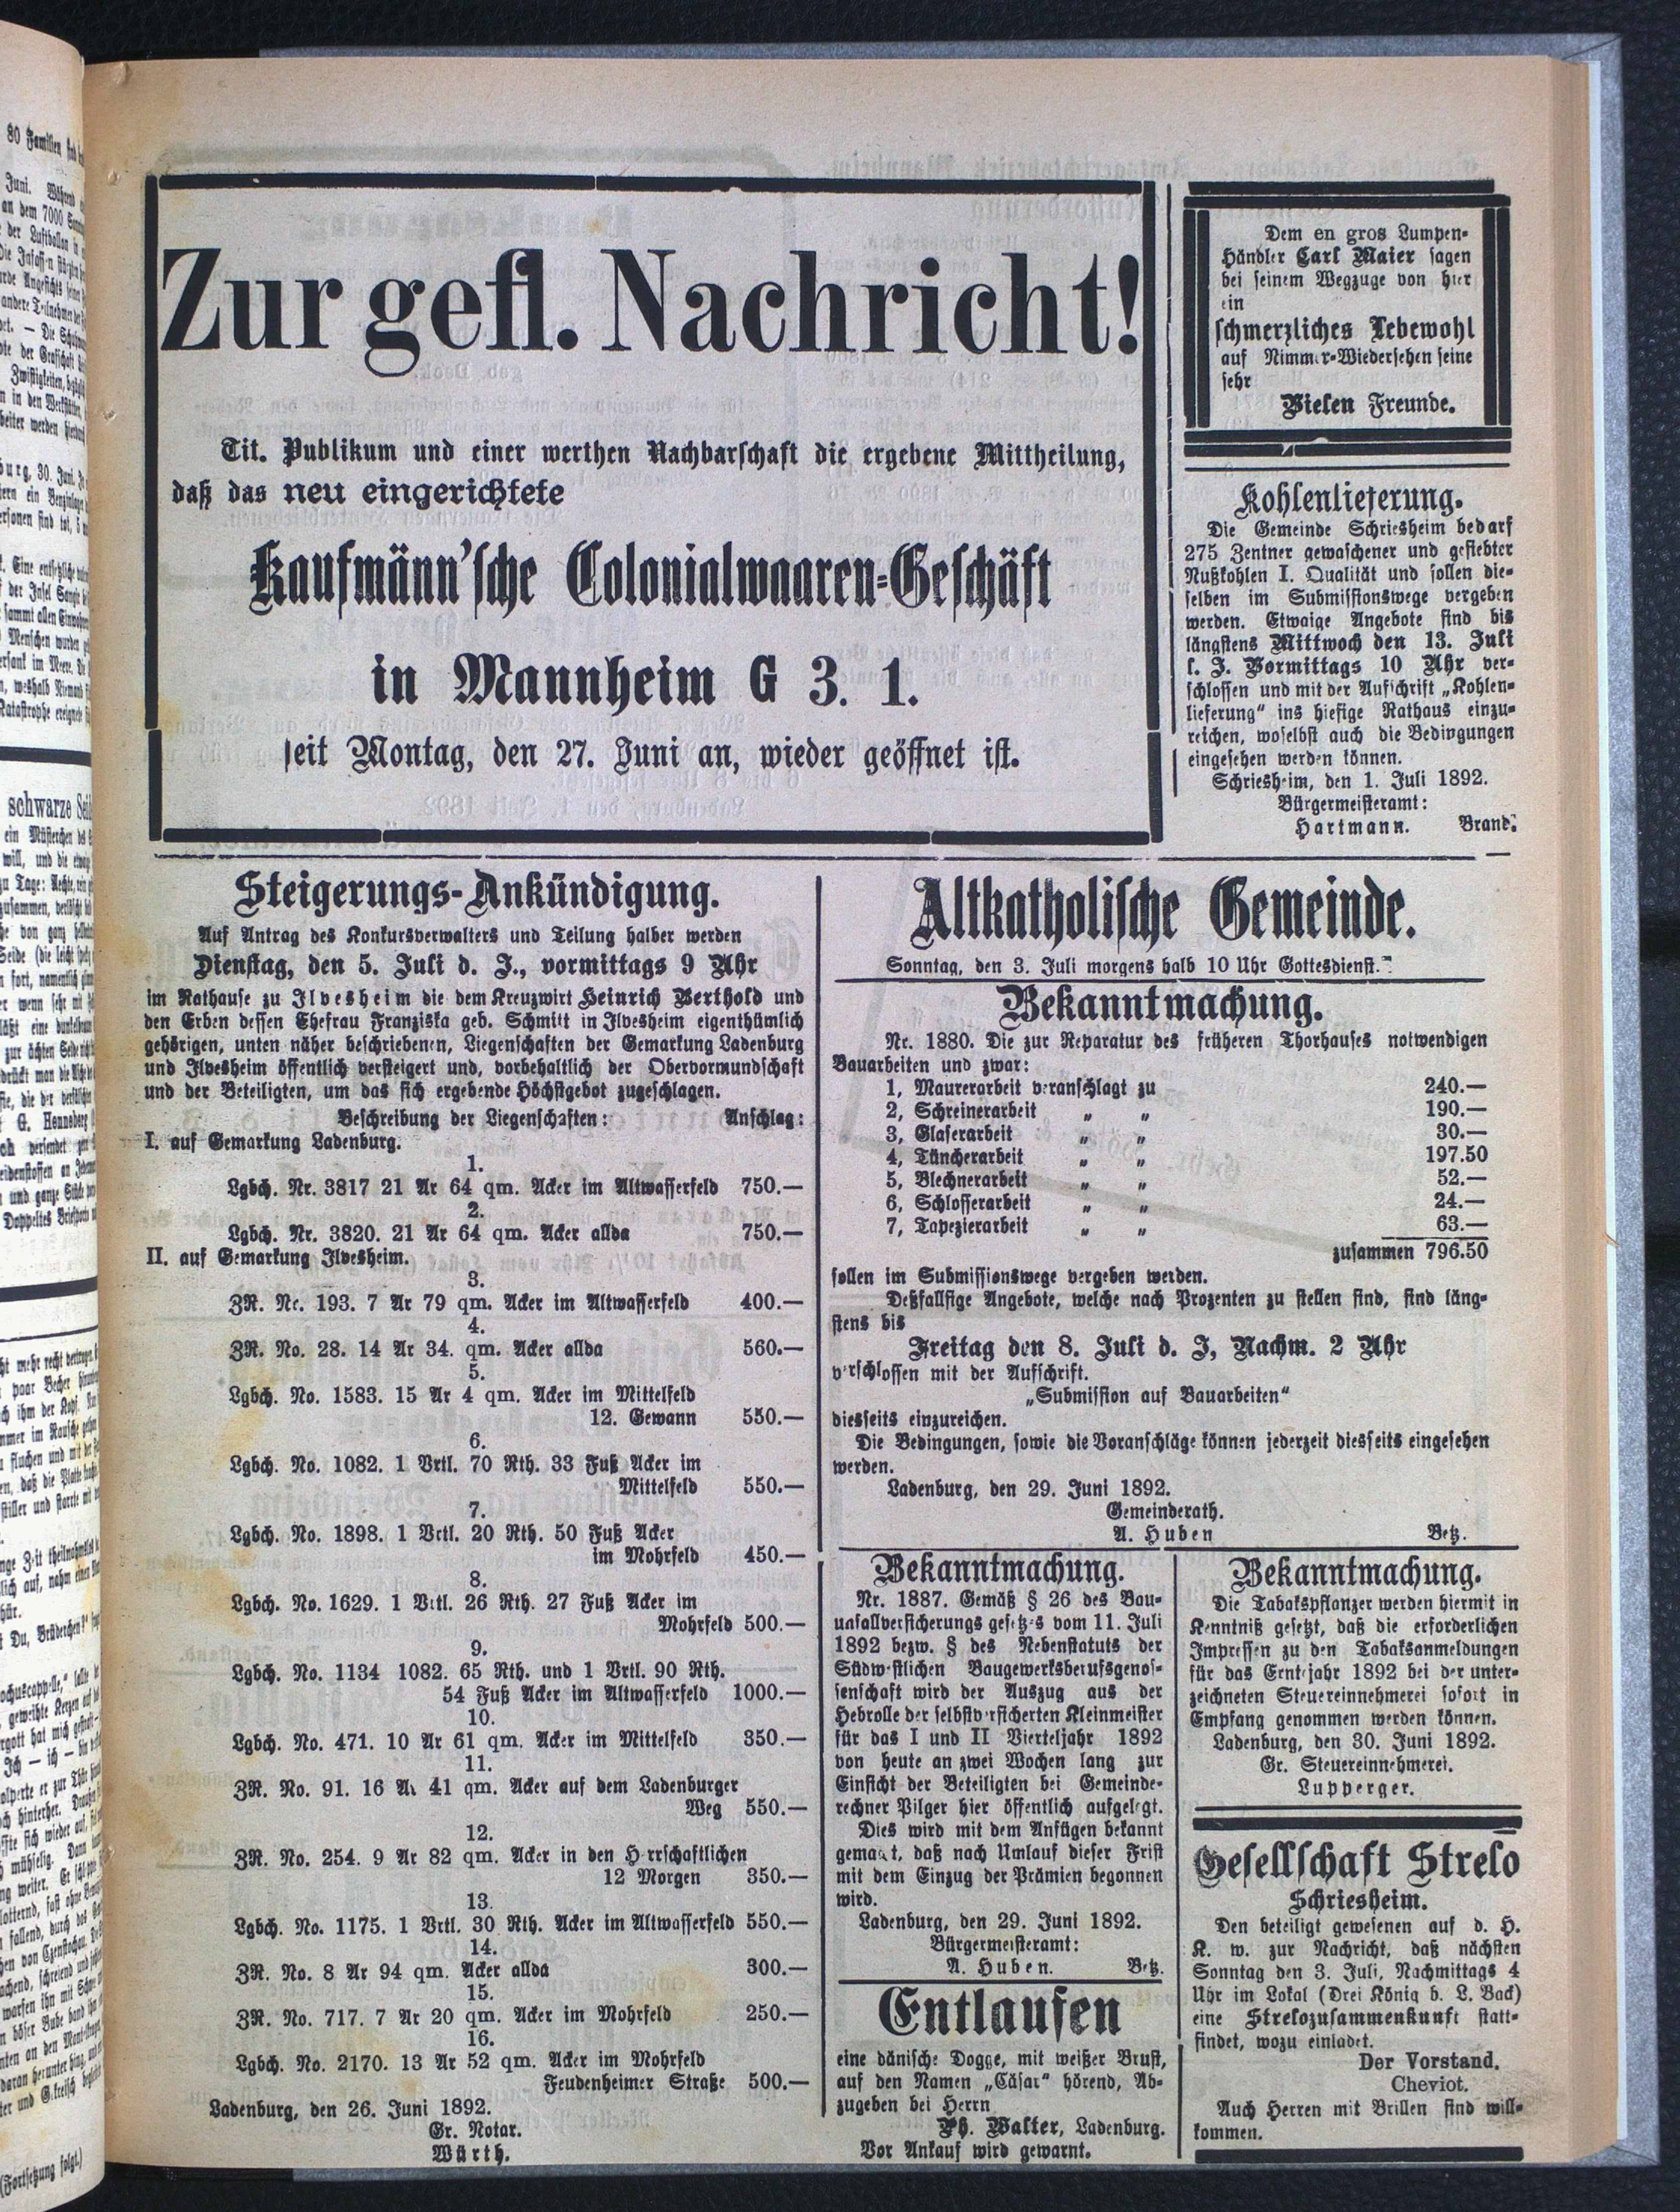 Zur gefl. Nachricht!
Tit. Publikum und einer werthen Nachbarschaft die ergebene Mittheilung,
daß das neu eingerichtete
Kaufmänn'sche Colonialwaaren-Geschäft
in Mannheim G 3. 1.
seit Montag, den 27. Juni an, wieder geöffnet ist.
Dem en gros Lumpen-
Händler Carl Maier sagen
bei seinem Wegzuge von hier
ein
schmerzliches Lebewohl
auf Nimmer-Wiedersehen seine
sehr
Vielen Freunde.
Kohlenlieferung.
Die Gemeinde Schriesheim bedarf
275 Zentner gewaschener und gesiebter
Nußkohlen I. Qualität und sollen die-
selben im Submissionswege vergeben
werden. Etwaige Angebote sind bis
längstens Mittwoch den 13. Juli
l. J. Vormittags 10 Uhr ver-
schlossen und mit der Aufschrift „Kohlen-
lieferung“ ins hiesige Rathaus einzu-
reichen, woselbst auch die Bedingungen
eingesehen werden können.
Schriesheim, den 1. Juli 1892.
Bürgermeisteramt:
Hartmann. Brand.
Steigerungs-Ankündigung.
Auf Antrag des Konkursverwalters und Teilung halber werden
Dienstag, den 5. Juli d. J., vormittags 9 Uhr
im Rathause zu Ilvesheim die dem Kreuzwirt Heinrich Berthold und
den Erben dessen Ehefrau Franziska geb. Schmitt in Ilvesheim eigenthümlich
gehörigen, unten näher beschriebenen, Liegenschaften der Gemarkung Ladenburg
und Ilvesheim öffentlich versteigert und, vorbehaltlich der Obervormundschaft
und der Beteiligten, um das sich ergebende Höchstgebot zugeschlagen.
Beschreibung der Liegenschaften: Anschlag:
I. auf Gemarkung Ladenburg.
1.
Lgbch. Nr. 3817 21 Ar 64 qm. Acker im Altwasserfeld 750.—
2.
Lgbch. Nr. 3820. 21 Ar 64 qm. Acker allda 750.—
II. auf Gemarkung Ilvesheim.
3.
ZR. Nr. 193. 7 Ar 79 qm. Acker im Altwasserfeld 400.—
4.
ZR. No. 28. 14 Ar 34. qm. Acker allda 560.—
5.
Lgbch. No. 1583. 15 Ar 4 qm. Acker im Mittelfeld
12. Gewann 550.—
6.
Lgbch. No. 1082. 1 Vrtl. 70 Rth. 33 Fuß Acker im
Mittelfeld 550.—
7.
Lgbch. No. 1898. 1 Vrtl. 20 Rth. 50 Fuß Acker
im Mohrfeld 450.—
8.
Lgbch. No. 1629. 1 Vrtl. 26 Rth. 27 Fuß Acker im
Mohrfeld 500.—
9.
Lgbch. No. 1134 1082. 65 Rth. und 1 Vrtl. 90 Rth.
54 Fuß Acker im Altwasserfeld 1000.—
10.
Lgbch. No. 471. 10 Ar 61 qm. Acker im Mittelfeld 350.—
11.
ZR. No. 91. 16 Ar 41 qm. Acker auf dem Ladenburger
Weg 550.—
12.
ZR. No. 254. 9 Ar 82 qm. Acker in den H rrschaftlichen
12 Morgen 350.—
13.
Lgbch. No. 1175. 1 Vrtl. 30 Rth. Acker im Altwasserfeld 550.—
14.
ZR. No. 8 Ar 94 qm. Acker allda 300.—
15.
ZR. No. 717. 7 Ar 20 qm. Acker im Mohrfeld 250.—
16.
Lgbch. No. 2170. 13 Ar 52 qm. Acker im Mohrfeld
Feudenheimer Straße 500.—
Ladenburg, den 26. Juni 1892.
Gr. Notar.
Würth.
Altkatholische Gemeinde.
Sonntag, den 3. Juli morgens halb 10 Uhr Gottesdienst.
Bekanntmachung.
Nr. 1880. Die zur Reparatur des früheren Thorhauses notwendigen
Bauarbeiten und zwar:
1, Maurerarbeit veranschlagt zu 240.—
2, Schreinerarbeit „ „ 190.—
3, Glaserarbeit „ „ 30.—
4, Tüncherarbeit „ „ 197.50
5, Blechnerarbeit „ „ 52.—
6, Schlosserarbeit „ „ 24.—
7, Tapezierarbeit „ „ 63.—
zusammen 796.50
sollen im Submissionswege vergeben werden.
Deßfallsige Angebote, welche nach Prozenten zu stellen sind, sind läng-
stens bis
Freitag den 8. Juli d. J, Nachm. 2 Uhr
v rschlossen mit der Aufschrift.
„Submission auf Bauarbeiten“
diesseits einzureichen.
Die Bedingungen, sowie die Voranschläge können jederzeit diesseits eingesehen
werden.
Ladenburg, den 29. Juni 1892.
Gemeinderath.
A. Huben Betz.
Bekanntmachung.
Nr. 1887. Gemäß § 26 des Bau-
unfallversicherungs gesetzes vom 11. Juli
1892 bezw. § des Nebenstatuts der
Südwestlichen Baugewerksberufsgenos-
senschaft wird der Auszug aus der
Hebrolle der selbstversicherten Kleinmeister
für das I und II Vierteljahr 1892
von heute an zwei Wochen lang zur
Einsicht der Beteiligten bei Gemeinde-
rechner Pilger hier öffentlich aufgelegt.
Dies wird mit dem Anfügen bekannt
gemacht, daß nach Umlauf dieser Frist
mit dem Einzug der Prämien begonnen
wird.
Ladenburg, den 29. Juni 1892.
Bürgermeisteramt:
A. Huben. Betz.
Entlaufen
eine dänische Dogge, mit weißer Brust,
auf den Namen „Cäsar“ hörend, Ab-
zugeben bei Herrn
Ph. Walter, Ladenburg.
Vor Ankauf wird gewarnt.
Bekanntmachung.
Die Tabakspflanzer werden hiermit in
Kenntniß gesetzt, daß die erforderlichen
Impressen zu den Tabaksanmeldungen
für das Erntejahr 1892 bei der unter-
zeichneten Steuereinnehmerei sofort in
Empfang genommen werden können.
Ladenburg, den 30. Juni 1892.
Gr. Steuereinnehmerei.
Lupperger.
Gesellschaft Strelo
Schriesheim.
Den beteiligt gewesenen auf d. H.
K. w. zur Nachricht, daß nächsten
Sonntag den 3. Juli, Nachmittags 4
Uhr im Lokal (Drei König b. L. Back)
eine Strelozusammenkunft statt-
findet, wozu einladet.
Der Vorstand.
Cheviot.
Auch Herren mit Brillen sind will-
kommen.